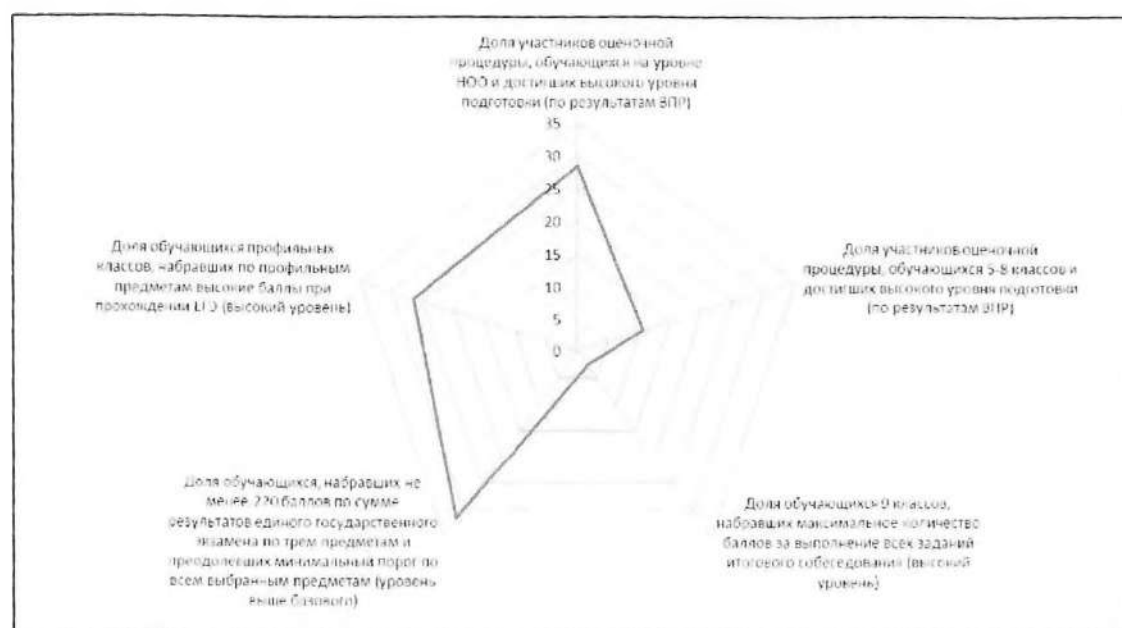 Доля участников оценочной
процедуры, обучающихся на уровне
НОО и достигших высокого уровня
подготовки (по результатам ВПР)
35
30
25
20
15
10
5
0
Доля участников оценочной
процедуры, обучающихся 5-8 классов и
достигших высокого уровня подготовки
(по результатам ВПР)
Доля обучающихся 9 классов,
набравших максимальное количество
баллов за выполнение всех заданий
итогового собеседования (высокий
уровень)
Доля обучающихся, набравших не
менее 220 баллов по сумме
результатов единого государственного
экзамена по трем предметам и
преодолевших минимальный порог по
всем выбранным предметам (уровень
выше базового)
Доля обучающихся профильных
классов, набравших по профильным
предметам высокие баллы при
прохождении ЕГЭ (высокий уровень)